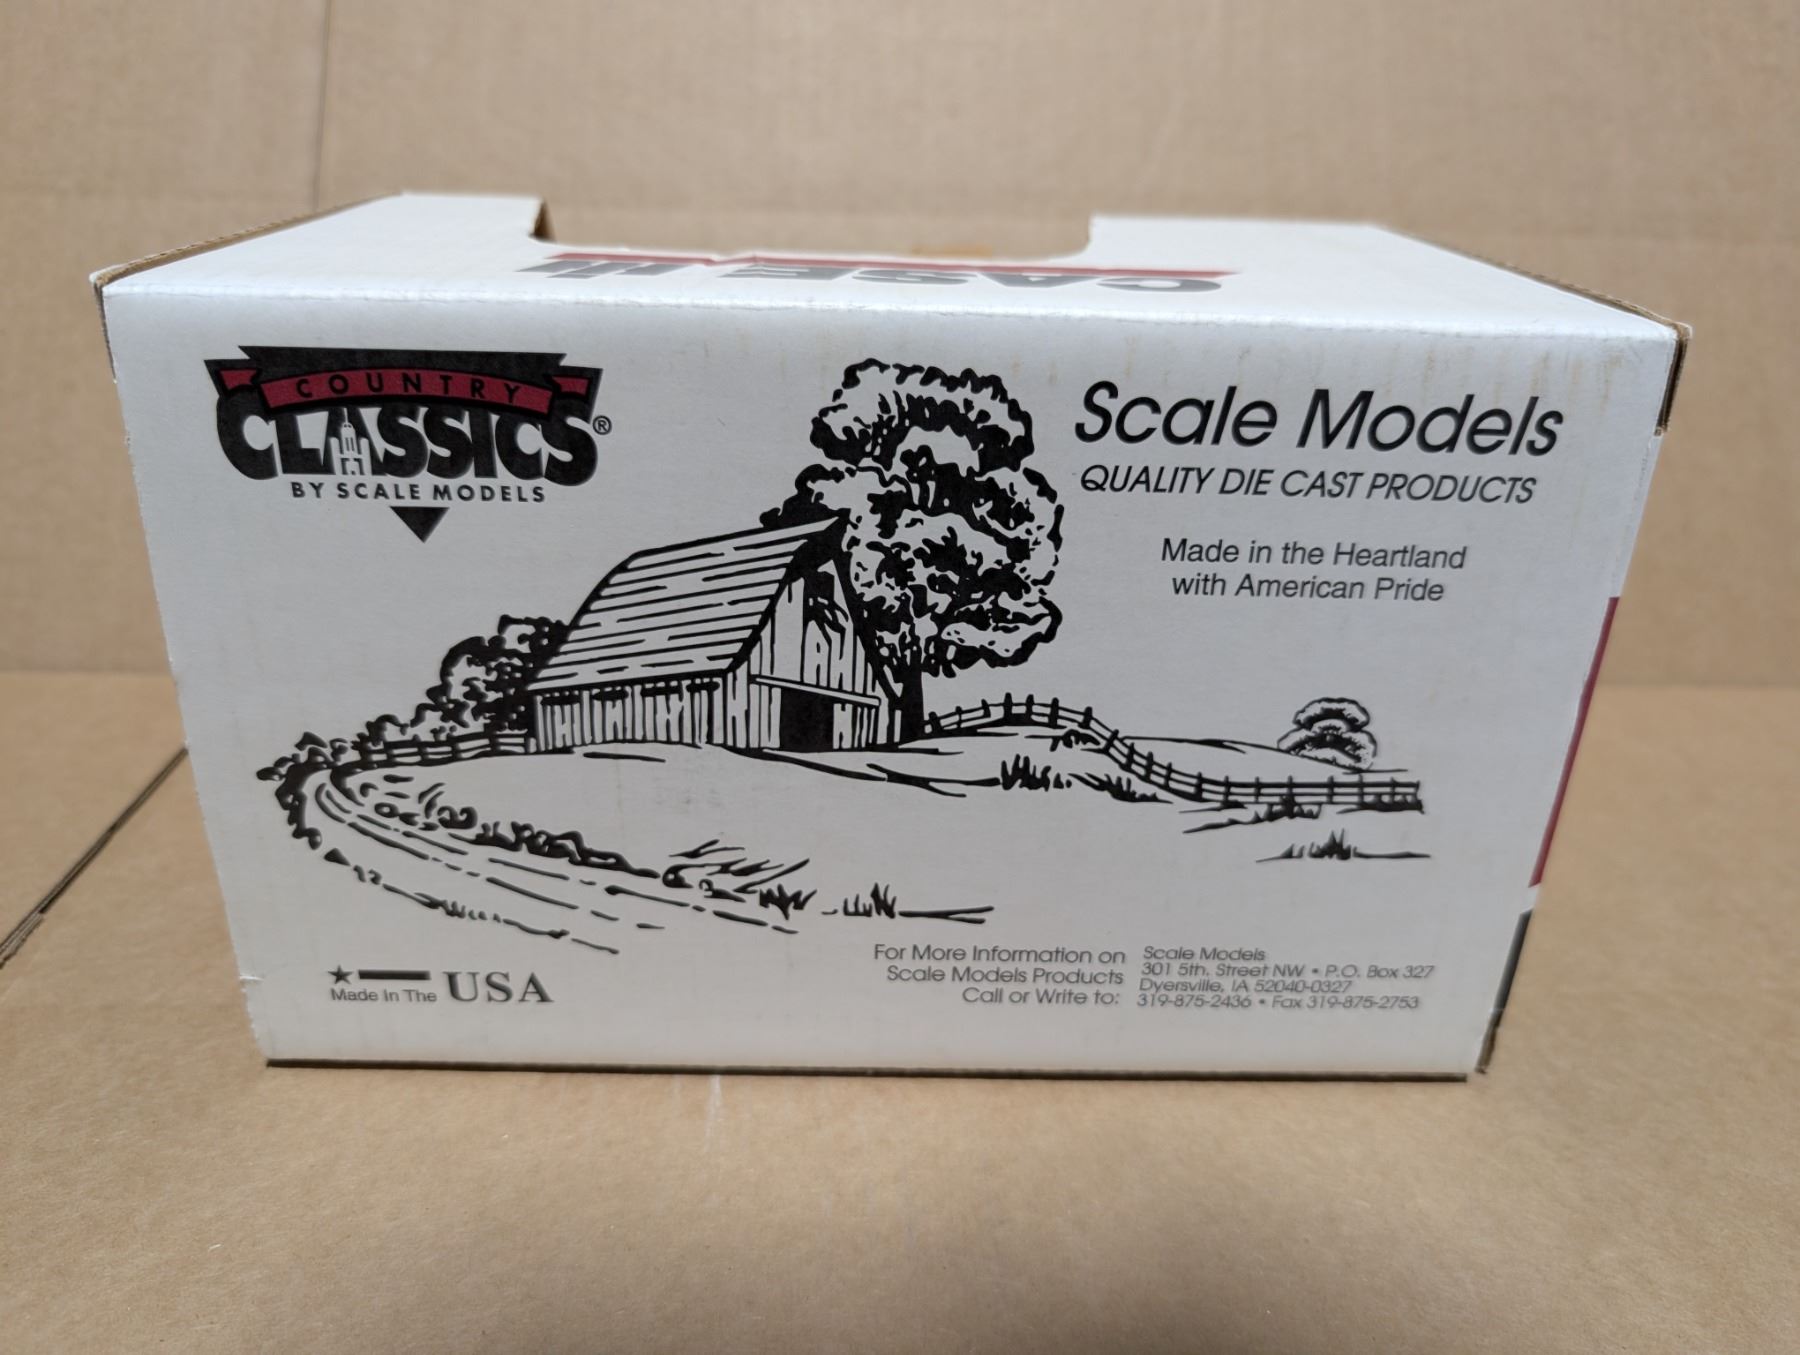 CASE III
COUNTRY
CLASSICS®
BY SCALE MODELS
Scale Models
QUALITY DIE CAST PRODUCTS
Made in the Heartland
with American Pride
Made In The USA
For More Information on
Scale Models Products
Call or Write to:
Scale Models
301 5th. Street NW • P.O. Box 327
Dyersville, IA 52040-0327
319-875-2436 • Fax 319-875-2753